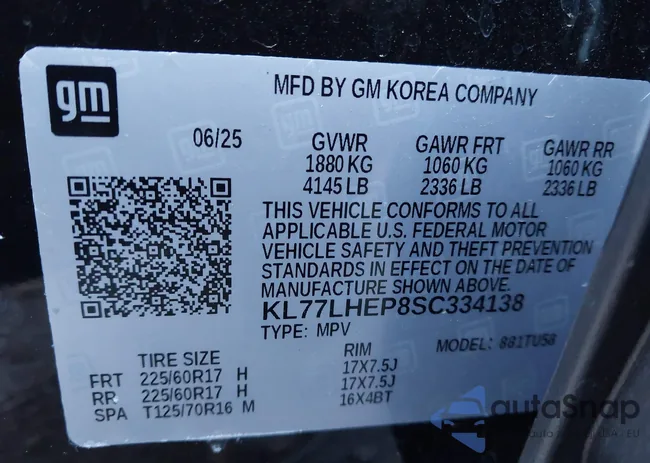 gm
MFD BY GM KOREA COMPANY
06/25 GVWR GAWR FRT GAWR RR
1880 KG 1060 KG 1060 KG
4145 LB 2336 LB 2336 LB
THIS VEHICLE CONFORMS TO ALL
APPLICABLE U.S. FEDERAL MOTOR
VEHICLE SAFETY AND THEFT PREVENTION
STANDARDS IN EFFECT ON THE DATE OF
MANUFACTURE SHOWN ABOVE.
KL77LHEP8SC334138
TYPE: MPV MODEL: 881TU58
TIRE SIZE RIM
FRT 225/60R17 H 17X7.5J
RR 225/60R17 H 17X7.5J
SPA T125/70R16 M 16X4BT
autoSnap
EU